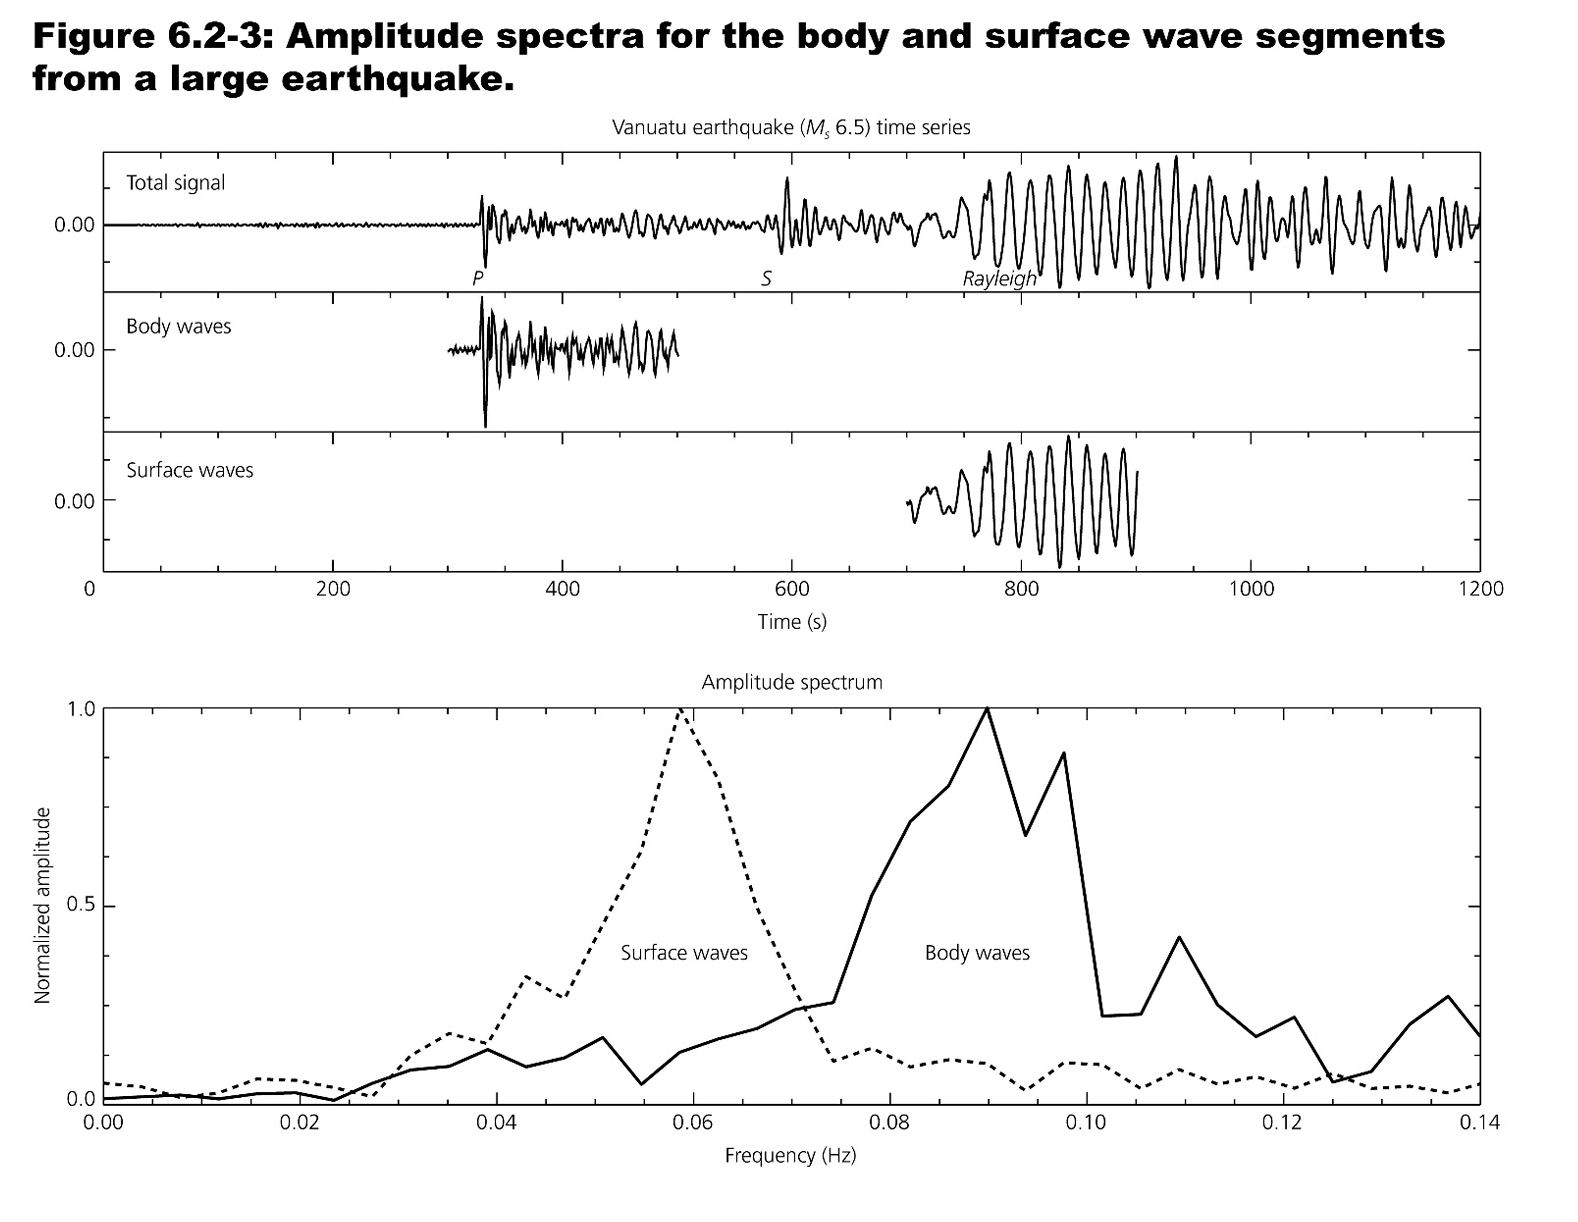 Figure 6.2-3: Amplitude spectra for the body and surface wave segments
from a large earthquake.
Vanuatu earthquake (Ms 6.5) time series
Total signal
0.00
P
S
Rayleigh
Body waves
0.00
Surface waves
0.00
0
200
400
600
800
1000
1200
Time (s)
Amplitude spectrum
1.0
0.5
0.0
Normalized amplitude
Surface waves
Body waves
0.00
0.02
0.04
0.06
0.08
0.10
0.12
0.14
Frequency (Hz)